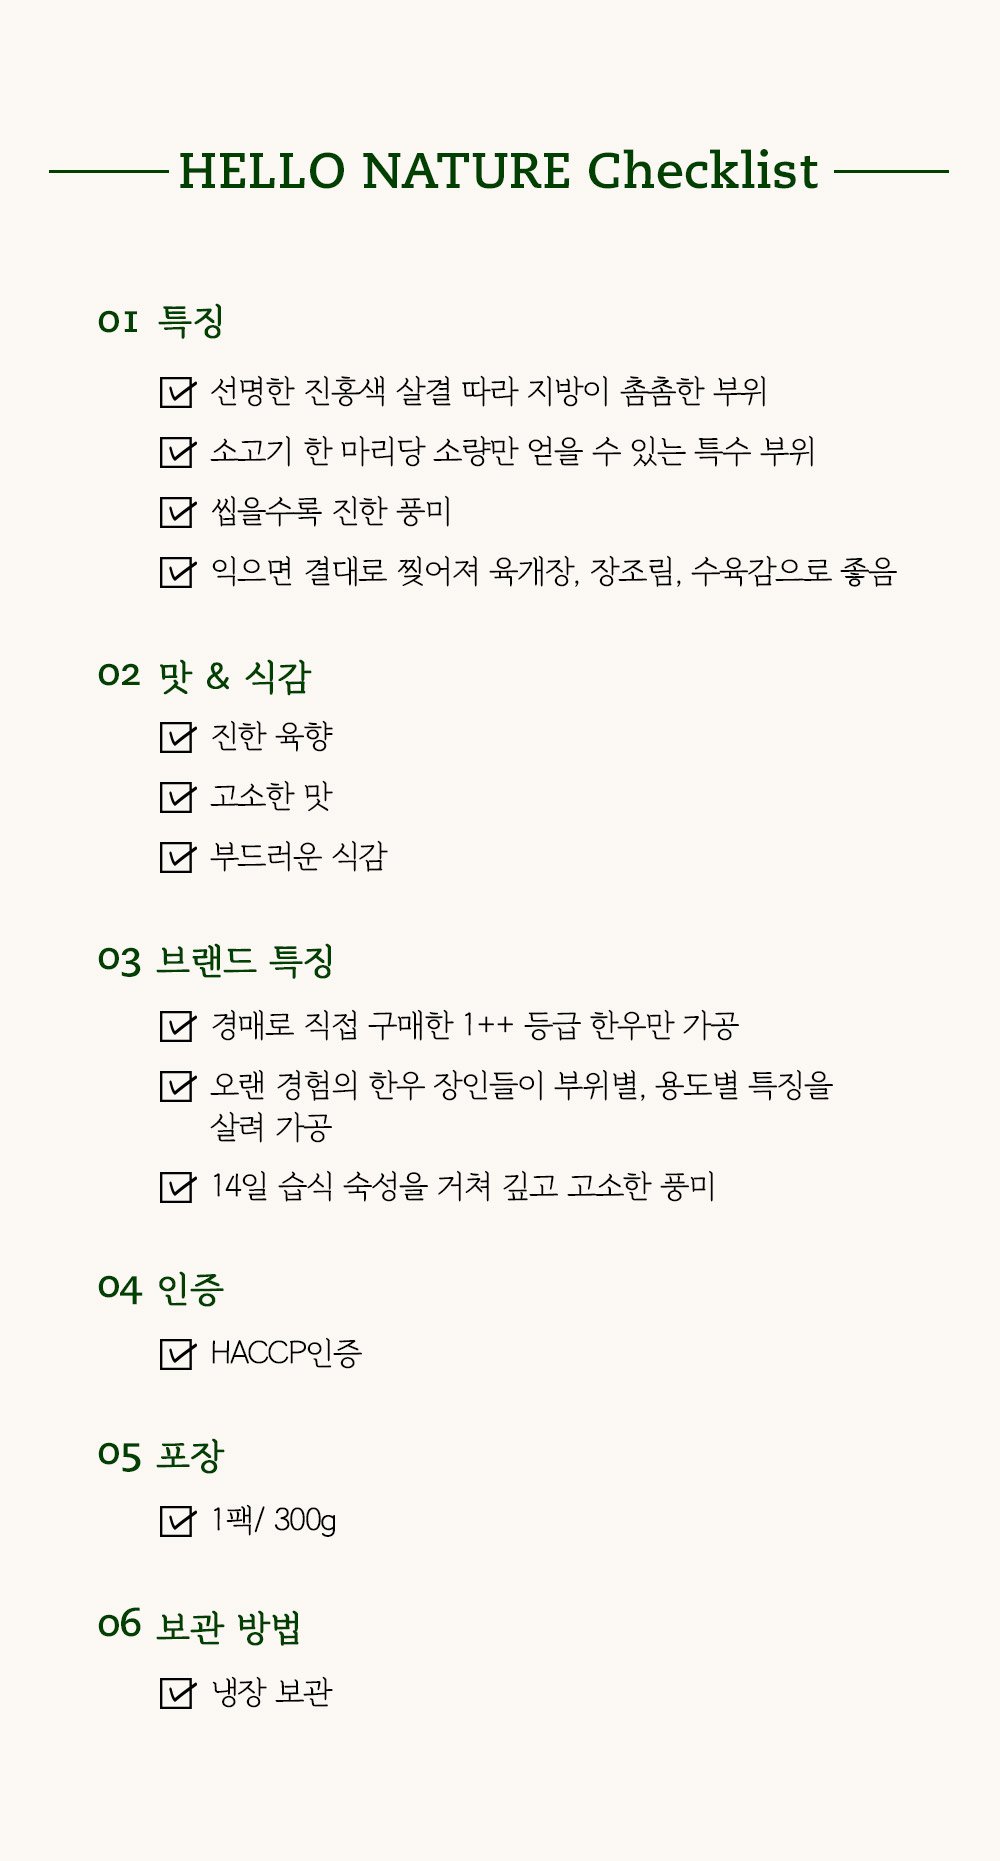 HELLO NATURE Checklist
01 특징
선명한 진홍색 살결 따라 지방이 촘촘한 부위
소고기 한 마리당 소량만 얻을 수 있는 특수 부위
씹을수록 진한 풍미
익으면 결대로 찢어져 육개장, 장조림, 수육감으로 좋음
02 맛 & 식감
진한 육향
고소한 맛
부드러운 식감
03 브랜드 특징
경매로 직접 구매한 1++ 등급 한우만 가공
오랜 경험의 한우 장인들이 부위별, 용도별 특징을
살려 가공
14일 습식 숙성을 거쳐 깊고 고소한 풍미
04 인증
HACCP인증
05 포장
1팩/ 300g
06 보관 방법
냉장 보관